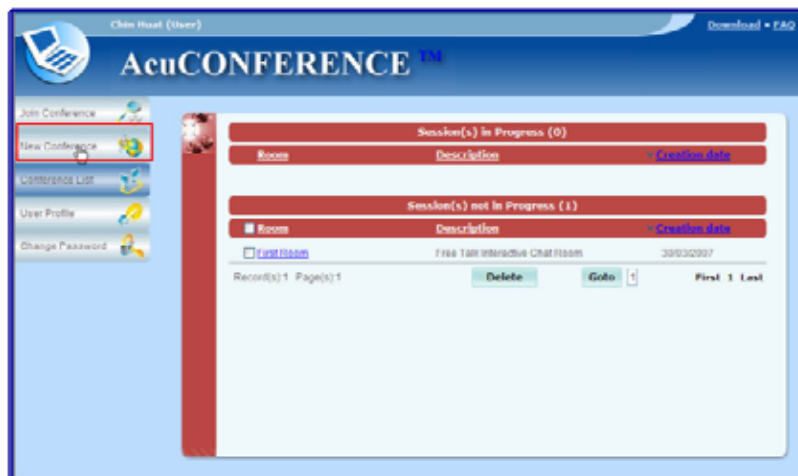 Chin Huat (User)
Download • FAQ
AcuCONFERENCE ™
Join Conference
New Conference
Conference List
User Profile
Change Password
Session(s) in Progress (0)
Room Description Creation date
Session(s) not in Progress (1)
Room Description Creation date
First Room Free Talk Interactive Chat Room 30/03/2007
Record(s):1 Page(s):1 Delete Goto 1 First 1 Last